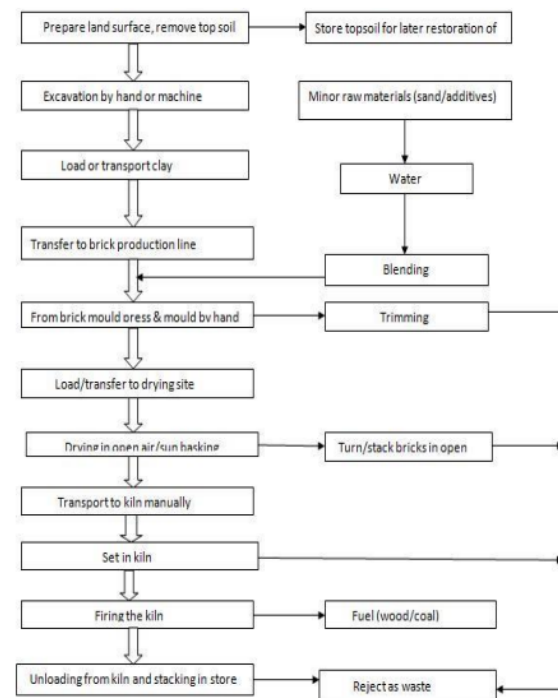 Prepare land surface, remove top soil
Store topsoil for later restoration of
Excavation by hand or machine
Minor raw materials (sand/additives)
Load or transport clay
Water
Transfer to brick production line
Blending
From brick mould press & mould by hand
Trimming
Load/transfer to drying site
Drying in open air/sun basking
Turn/stack bricks in open
Transport to kiln manually
Set in kiln
Firing the kiln
Fuel (wood/coal)
Unloading from kiln and stacking in store
Reject as waste